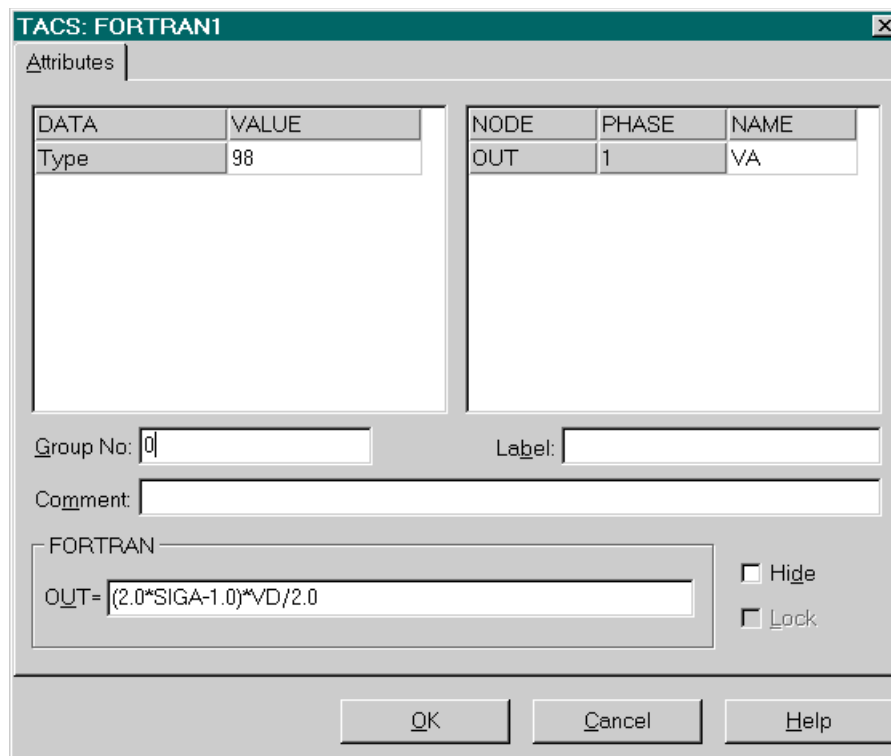 TACS: FORTRAN1
Attributes
DATA VALUE
Type 98
NODE PHASE NAME
OUT 1 VA
Group No: 0
Label:
Comment:
FORTRAN
OUT= (2.0*SIGA-1.0)*VD/2.0
Hide
Lock
OK Cancel Help